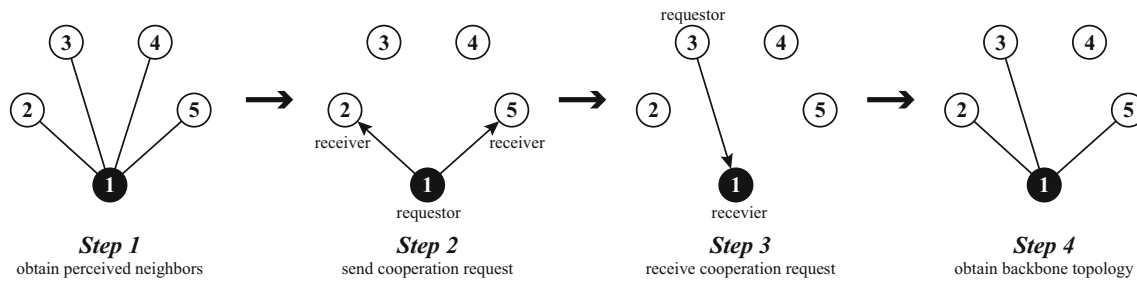 3
4
2
5
1
Step 1
obtain perceived neighbors
3
4
2
5
receiver
receiver
1
requestor
Step 2
send cooperation request
requestor
3
4
2
5
1
recevier
Step 3
receive cooperation request
3
4
2
5
1
Step 4
obtain backbone topology